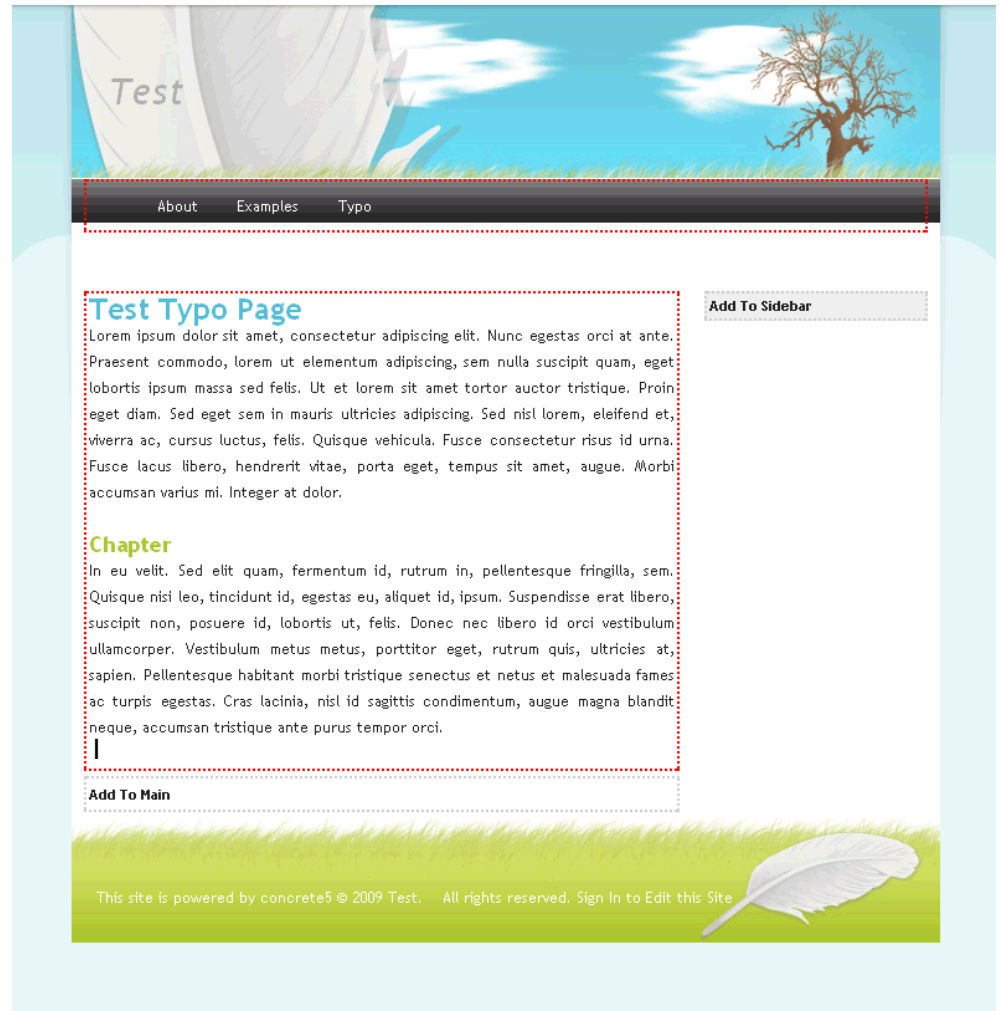 Test
About Examples Typo
Test Typo Page
Add To Sidebar
Lorem ipsum dolor sit amet, consectetur adipiscing elit. Nunc egestas orci at ante.
Praesent commodo, lorem ut elementum adipiscing, sem nulla suscipit quam, eget
lobortis ipsum massa sed felis. Ut et lorem sit amet tortor auctor tristique. Proin
eget diam. Sed eget sem in mauris ultricies adipiscing. Sed nisl lorem, eleifend et,
viverra ac, cursus luctus, felis. Quisque vehicula. Fusce consectetur risus id urna.
Fusce lacus libero, hendrerit vitae, porta eget, tempus sit amet, augue. Morbi
accumsan varius mi. Integer at dolor.
Chapter
In eu velit. Sed elit quam, fermentum id, rutrum in, pellentesque fringilla, sem.
Quisque nisi leo, tincidunt id, egestas eu, aliquet id, ipsum. Suspendisse erat libero,
suscipit non, posuere id, lobortis ut, felis. Donec nec libero id orci vestibulum
ullamcorper. Vestibulum metus metus, porttitor eget, rutrum quis, ultricies at,
sapien. Pellentesque habitant morbi tristique senectus et netus et malesuada fames
ac turpis egestas. Cras lacinia, nisl id sagittis condimentum, augue magna blandit
neque, accumsan tristique ante purus tempor orci.
Add To Main
This site is powered by concrete5 © 2009 Test. All rights reserved. Sign In to Edit this Site